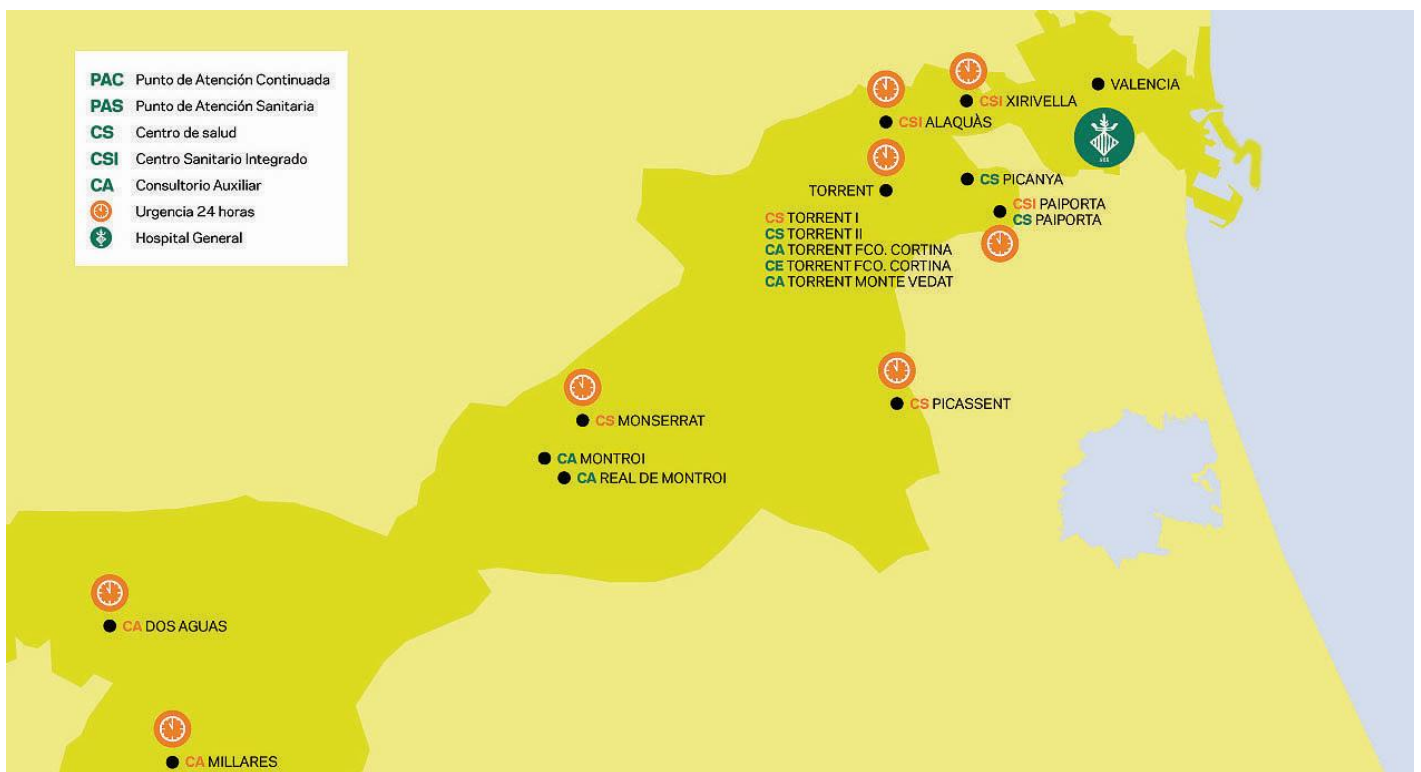 PAC Punto de Atención Continuada
PAS Punto de Atención Sanitaria
CS Centro de salud
CSI Centro Sanitario Integrado
CA Consultorio Auxiliar
Urgencia 24 horas
Hospital General
VALENCIA
CSI XIRIVELLA
CSI ALAQUÀS
CS PICANYA
TORRENT
CSI PAIPORTA
CS PAIPORTA
CS TORRENT I
CS TORRENT II
CA TORRENT FCO. CORTINA
CE TORRENT FCO. CORTINA
CA TORRENT MONTE VEDAT
CS PICASSENT
CS MONSERRAT
CA MONTROI
CA REAL DE MONTROI
CA DOS AGUAS
CA MILLARES